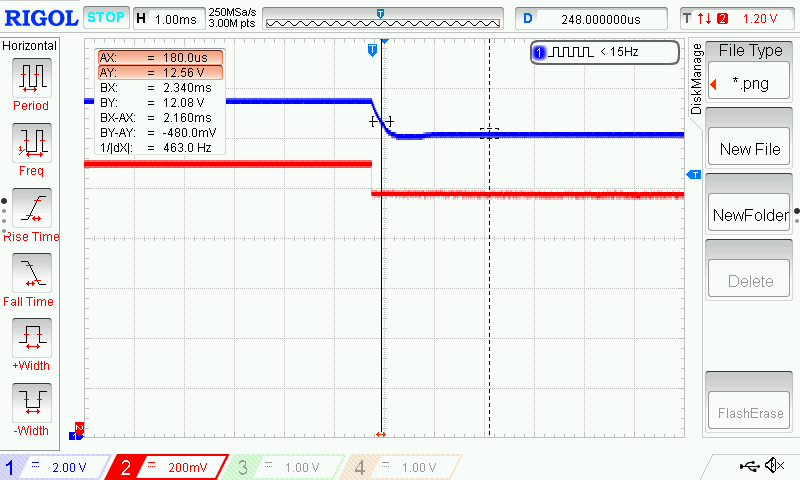 RIGOL STOP H 1.00ms 250MSa/s 3.00M pts T D 248.000000us T 2 1.20 V
Horizontal
Period
Freq
Rise Time
Fall Time
+Width
-Width
AX: = 180.0us
AY: = 12.56 V
BX: = 2.340ms
BY: = 12.08 V
BX-AX: = 2.160ms
BY-AY: = -480.0mV
1/|dX|: = 463.0 Hz
T
1 < 15Hz
T
2
1
DiskManage
File Type
*.png
New File
NewFolder
Delete
FlashErase
1 = 2.00 V 2 = 200mV 3 = 1.00 V 4 = 1.00 V